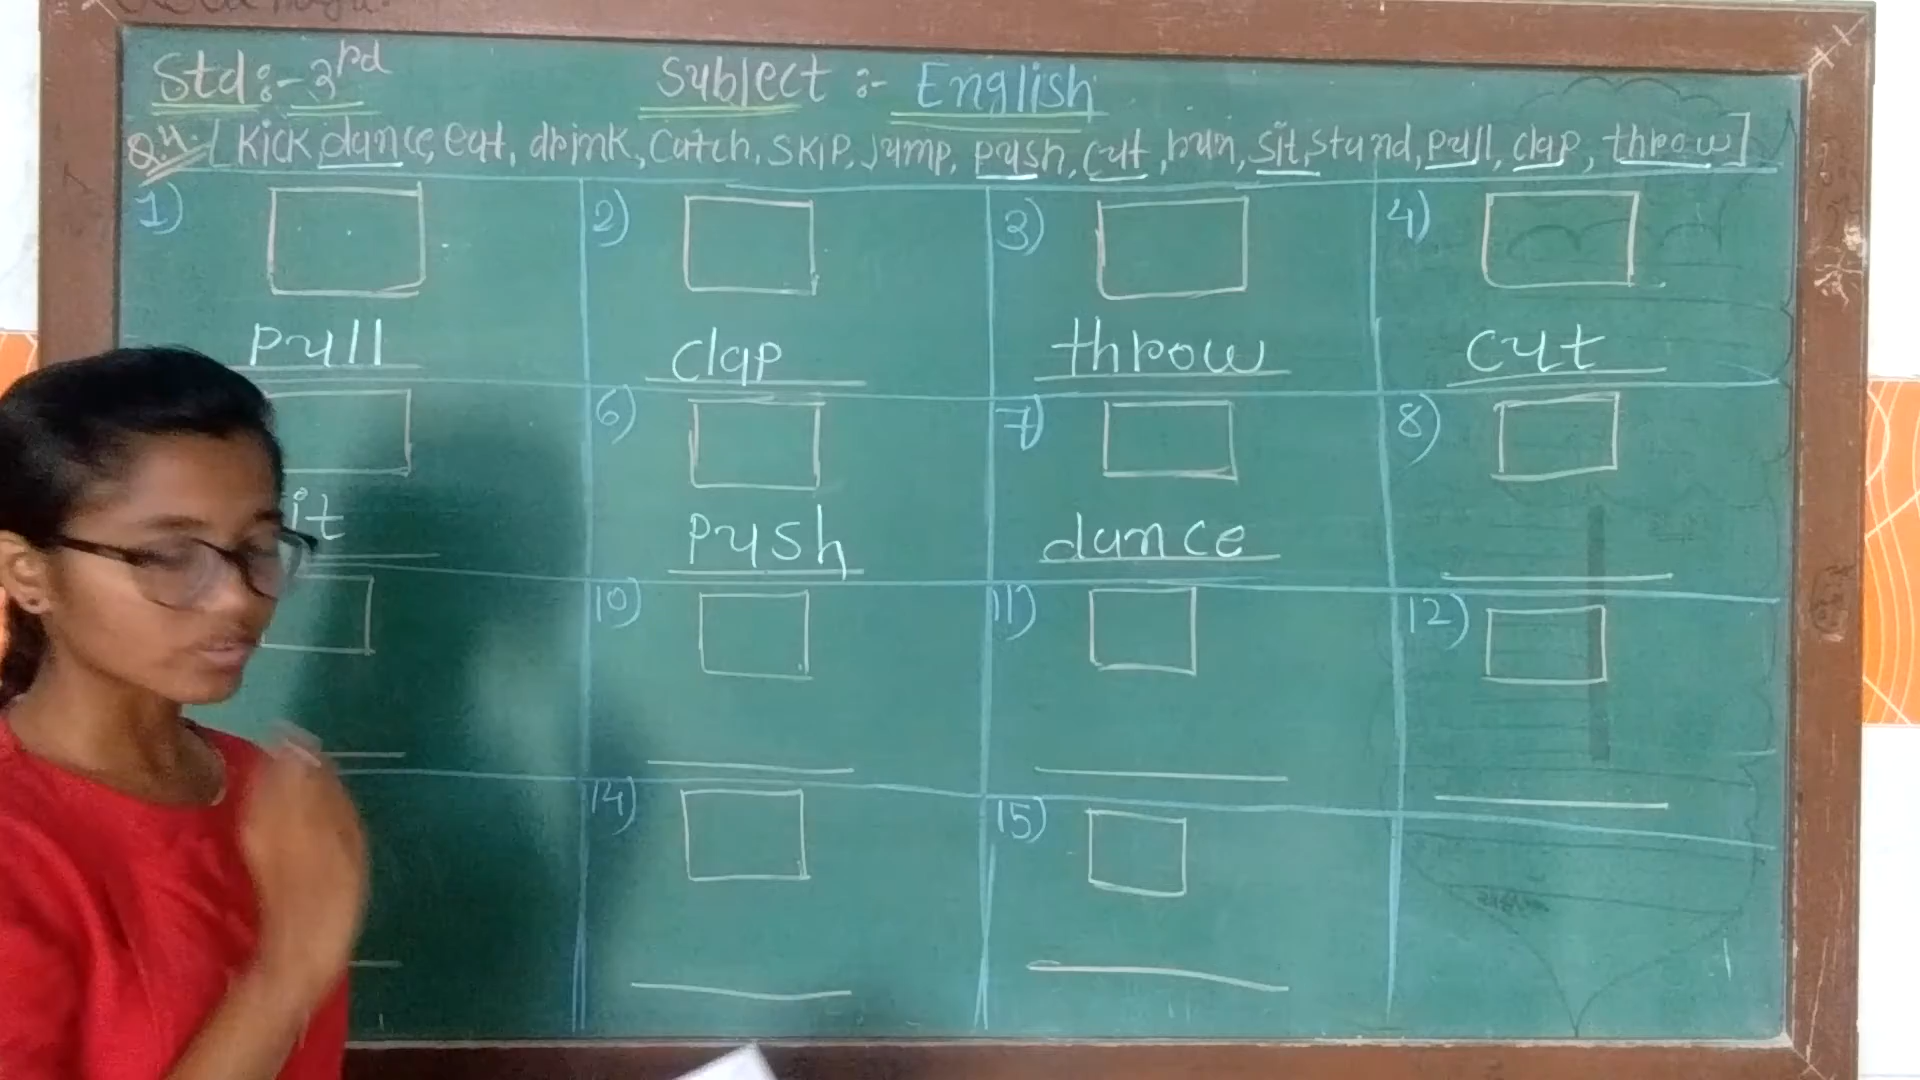 Std :- 3rd Subject :- English
Q.4. [Kick, dance, eat, drink, catch, skip, jump, push, cut, run, sit, stand, pull, clap, throw]
1) 2) 3) 4)
pull clap throw cut
6) 7) 8)
it push dance
10) 11) 12)
14) 15)